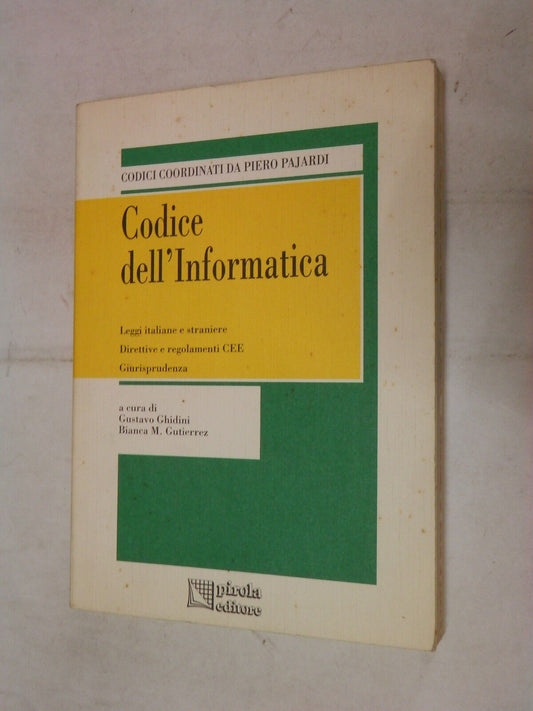 CODICI COORDINATI DA PIERO PAJARDI
Codice
dell'Informatica
Leggi italiane e straniere
Direttive e regolamenti CEE
Giurisprudenza
a cura di
Gustavo Ghidini
Bianca M. Gutierrez
pirola
editore